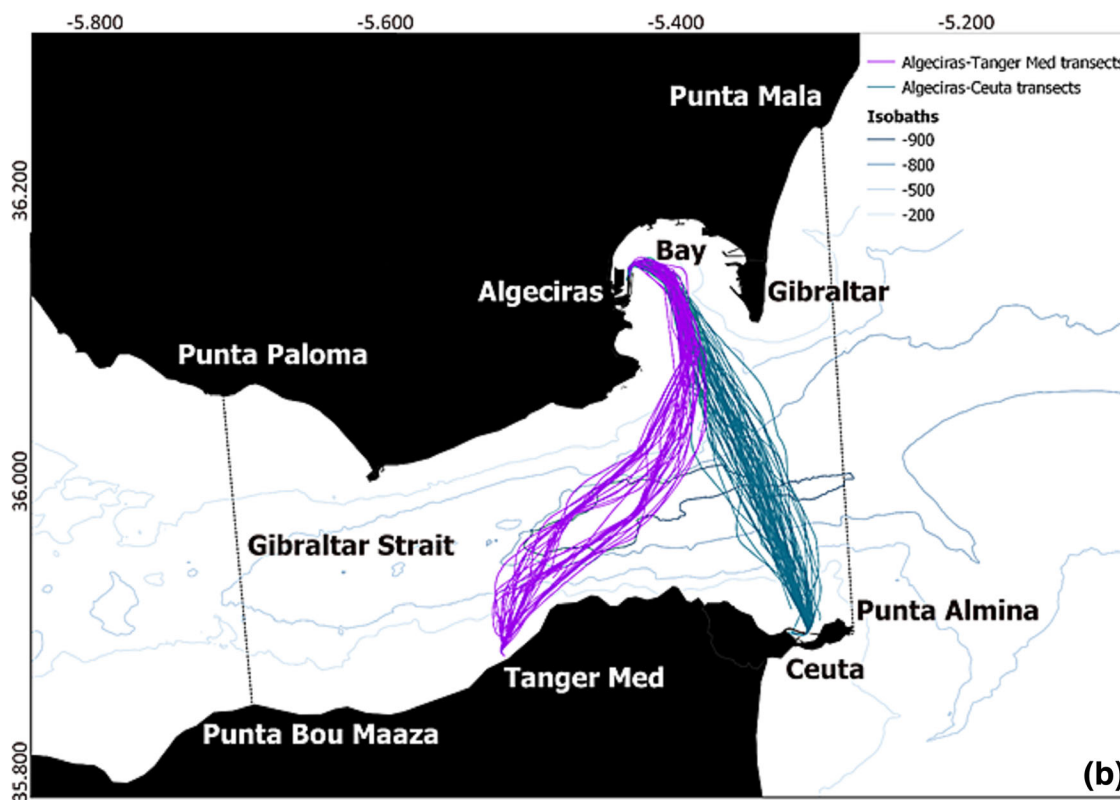 -5.800 -5.600 -5.400 -5.200
Algeciras-Tanger Med transects
Algeciras-Ceuta transects
Punta Mala
Isobaths
-900
-800
-500
-200
36.200
Bay
Algeciras
Gibraltar
Punta Paloma
36.000
Gibraltar Strait
Punta Almina
Ceuta
Tanger Med
Punta Bou Maaza
35.800
(b)